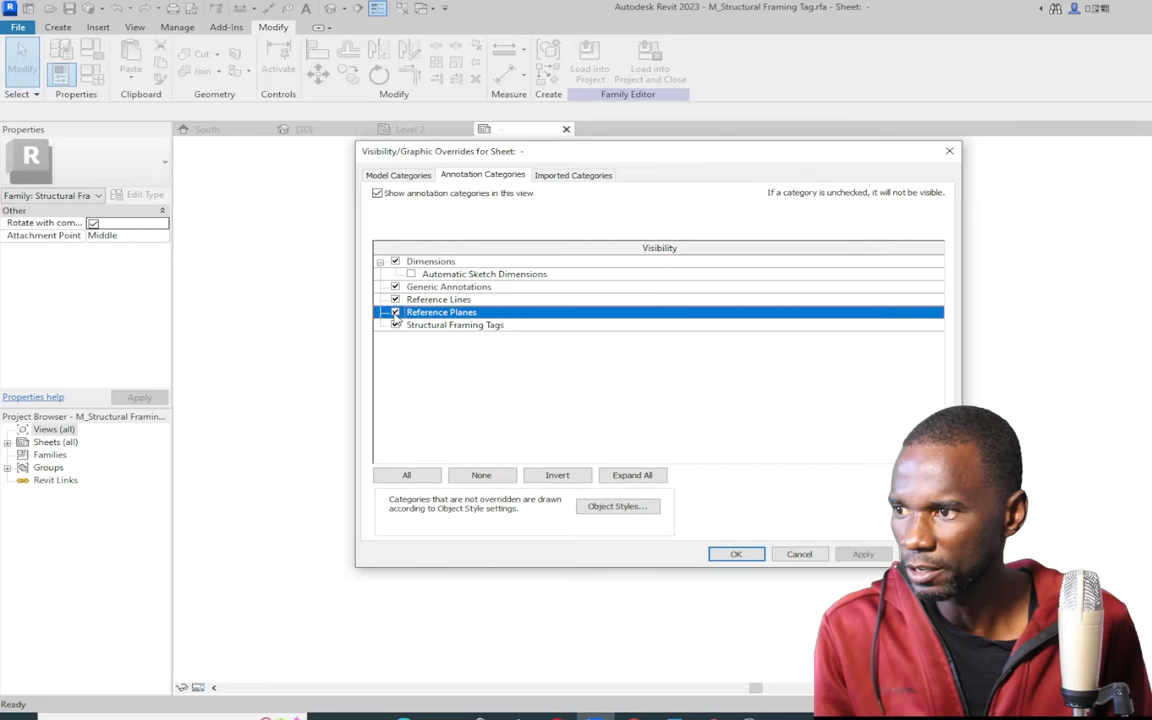 Autodesk Revit 2023 - M_Structural Framing Tag.rfa - Sheet: -
File Create Insert View Manage Add-Ins Modify
Modify Paste Cut Join Activate Load into Project Load into Project and Close
Select Properties Clipboard Geometry Controls Modify Measure Create Family Editor
Properties South {3D} Level 2 -
R
Family: Structural Fra Edit Type
Other
Rotate with com...
Attachment Point Middle
Properties help Apply
Project Browser - M_Structural Framin...
Views (all)
Sheets (all)
Families
Groups
Revit Links
Ready
Visibility/Graphic Overrides for Sheet: -
Model Categories Annotation Categories Imported Categories
Show annotation categories in this view If a category is unchecked, it will not be visible.
Visibility
Dimensions
Automatic Sketch Dimensions
Generic Annotations
Reference Lines
Reference Planes
Structural Framing Tags
All None Invert Expand All
Categories that are not overridden are drawn
according to Object Style settings.
Object Styles...
OK Cancel Apply